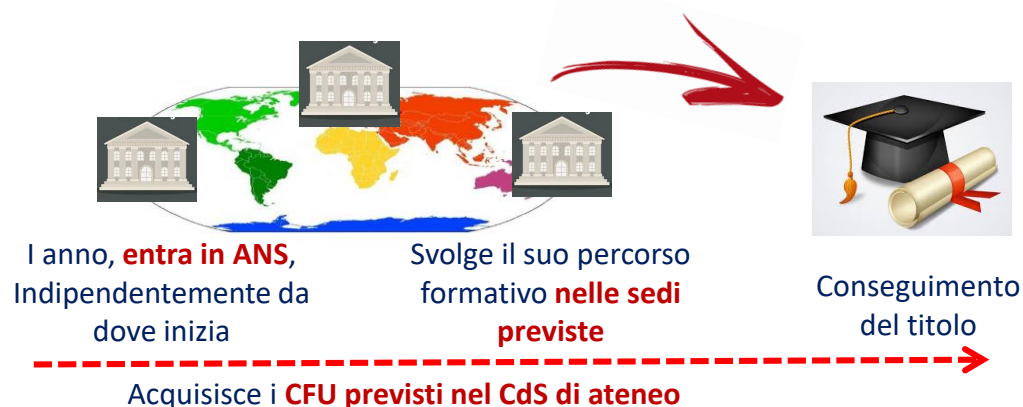 I anno, entra in ANS,
Indipendentemente da
dove inizia
Svolge il suo percorso
formativo nelle sedi
previste
Conseguimento
del titolo
Acquisisce i CFU previsti nel CdS di ateneo